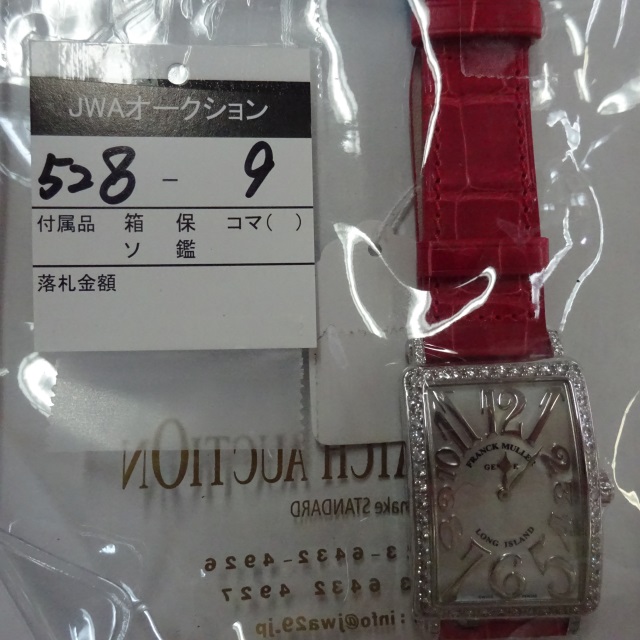 JWAオークション
528 - 9
付属品 箱 保 コマ( )
ソ 鑑
落札金額
12
FRANCK MULLER
GENEVE
LONG ISLAND
AUCTION
make STANDARD
3-6432-4926
3 6432 4927
: info@jwa29.jp